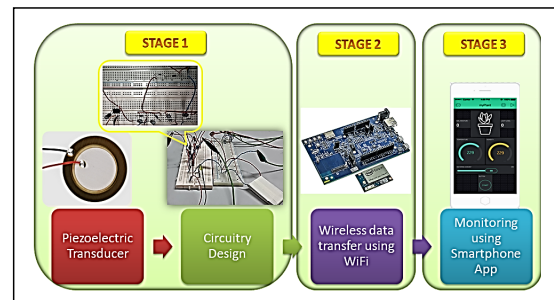 STAGE 1
STAGE 2
STAGE 3
Piezoelectric
Transducer
Circuitry
Design
Wireless data
transfer using
WiFi
Monitoring
using
Smartphone
App